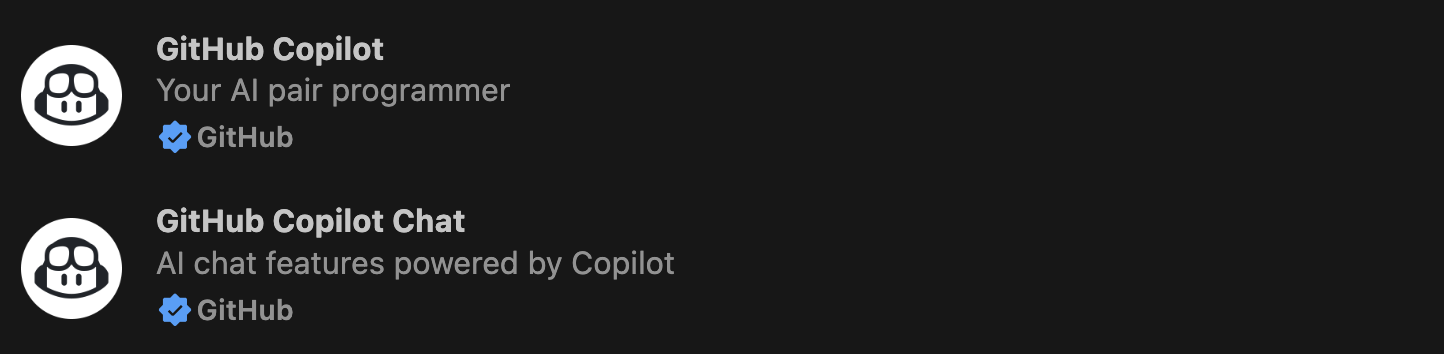 GitHub Copilot
Your AI pair programmer
GitHub
GitHub Copilot Chat
AI chat features powered by Copilot
GitHub